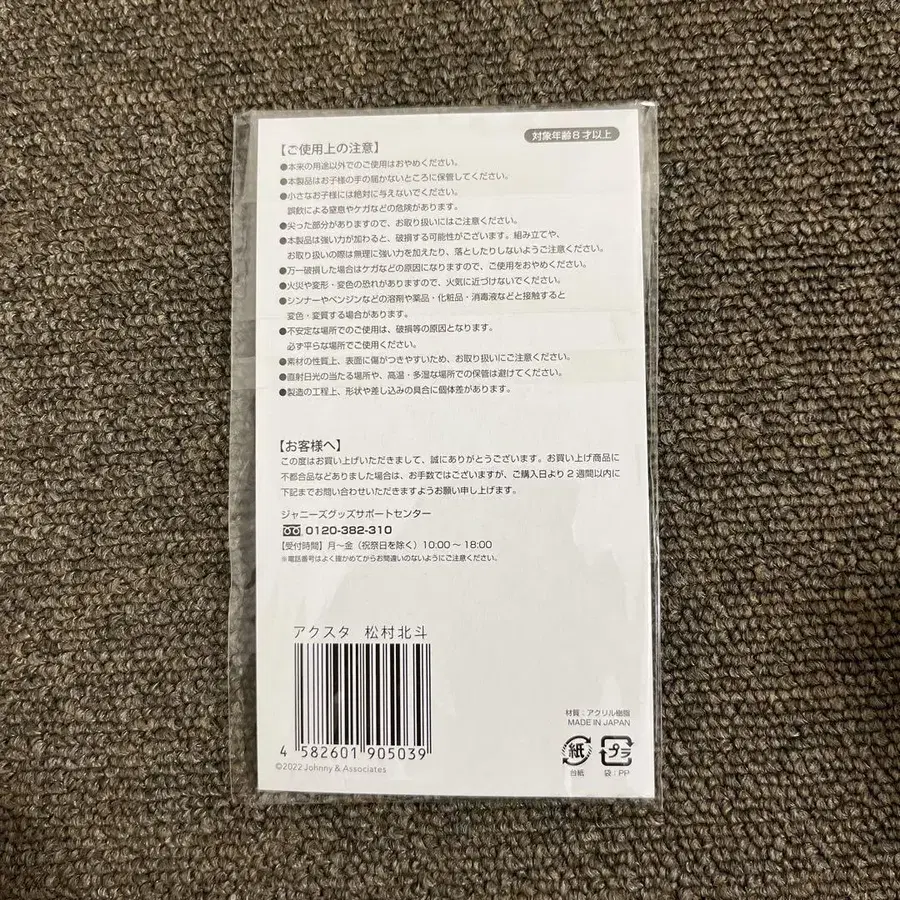 対象年齢8才以上
【ご使用上の注意】
●本来の用途以外でのご使用はおやめください。
●本製品はお子様の手の届かないところに保管してください。
●小さなお子様には絶対に与えないでください。
誤飲による窒息やケガなどの危険があります。
●尖った部分がありますので、お取り扱いにはご注意ください。
●本製品は強い力が加わると、破損する可能性がございます。組み立てや、
お取り扱いの際は無理に強い力を加えたり、落としたりしないようご注意ください。
●万一破損した場合はケガなどの原因になりますので、ご使用をおやめください。
●火災や変形・変色の恐れがありますので、火気に近づけないでください。
●シンナーやベンジンなどの溶剤や薬品・化粧品・消毒液などと接触すると
変色・変質する場合があります。
●不安定な場所でのご使用は、破損等の原因となります。
必ず平らな場所でご使用ください。
●素材の性質上、表面に傷がつきやすいため、お取り扱いにご注意ください。
●直射日光の当たる場所や、高温・多湿な場所での保管は避けてください。
●製造の工程上、形状や差し込みの具合に個体差があります。
【お客様へ】
この度はお買い上げいただきまして、誠にありがとうございます。お買い上げ商品に
不都合などありました場合は、お手数ではございますが、ご購入日より2週間以内に
下記までお問い合わせいただきますようお願い申し上げます。
ジャニーズグッズサポートセンター
0120-382-310
【受付時間】月〜金(祝祭日を除く)10:00〜18:00
※電話番号はよく確かめてからお間違いのないようにご注意ください。
アクスタ 松村北斗
4 582601 905039
©2022 Johnny & Associates
材質:アクリル樹脂
MADE IN JAPAN
紙 プラ
台紙 袋:PP